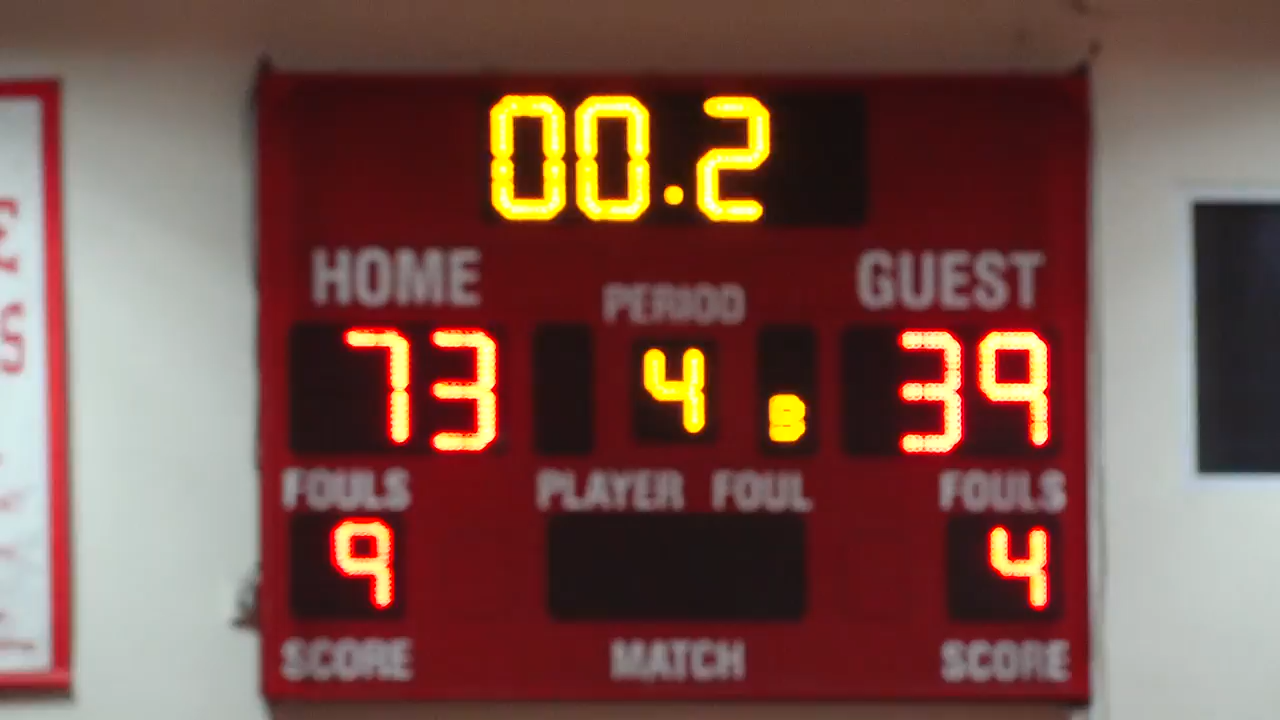 00.2
HOME GUEST
PERIOD
73 4 B 39
FOULS PLAYER FOUL FOULS
9 4
SCORE MATCH SCORE